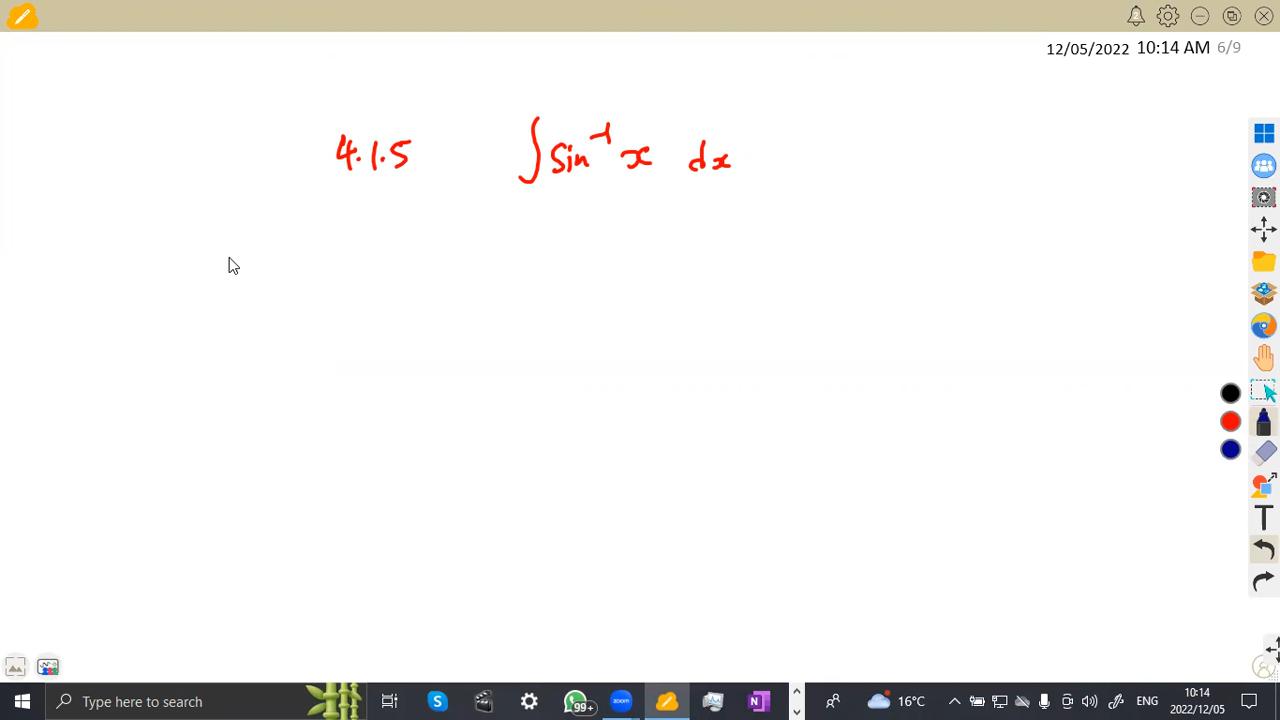 12/05/2022 10:14 AM 6/9
4.1.5 ∫ sin⁻¹ x dx
T
Type here to search
S
99+
N
16°C
ENG
10:14
2022/12/05